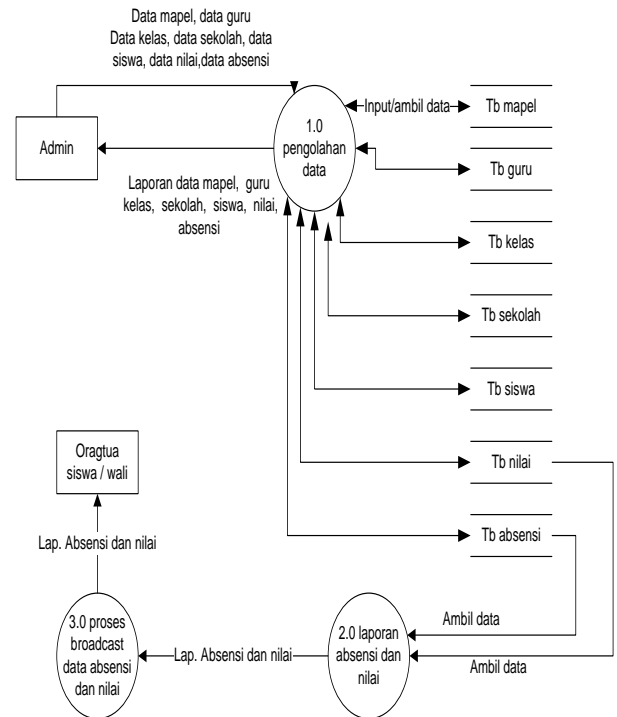 Data mapel, data guru
Data kelas, data sekolah, data
siswa, data nilai,data absensi
Admin
1.0
pengolahan
data
Input/ambil data
Tb mapel
Tb guru
Laporan data mapel, guru
kelas, sekolah, siswa, nilai,
absensi
Tb kelas
Tb sekolah
Tb siswa
Oragtua
siswa / wali
Tb nilai
Tb absensi
Lap. Absensi dan nilai
Ambil data
3.0 proses
broadcast
data absensi
dan nilai
Lap. Absensi dan nilai
2.0 laporan
absensi dan
nilai
Ambil data